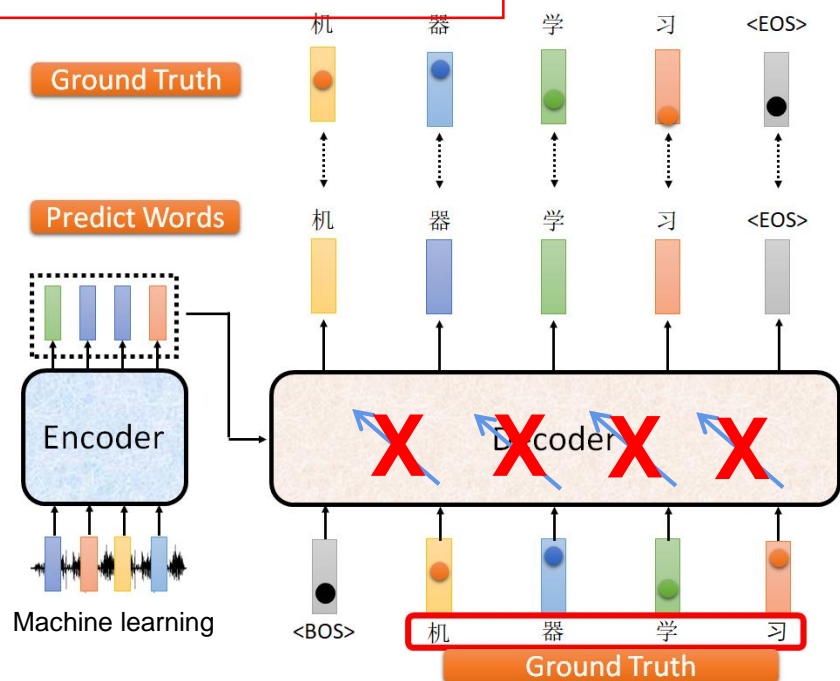 机 器 学 习 <EOS>
Ground Truth
Predict Words
机 器 学 习 <EOS>
Encoder
Decoder
X X X X
Machine learning
<BOS> 机 器 学 习
Ground Truth